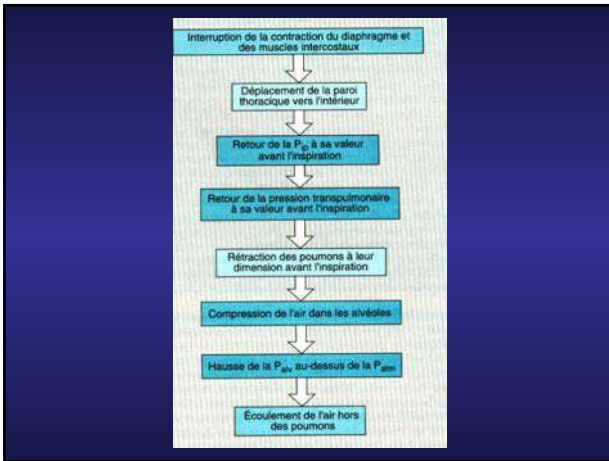 Interruption de la contraction du diaphragme et
des muscles intercostaux
Déplacement de la paroi
thoracique vers l'intérieur
Retour de la Pip à sa valeur
avant l'inspiration
Retour de la pression transpulmonaire
à sa valeur avant l'inspiration
Rétraction des poumons à leur
dimension avant l'inspiration
Compression de l'air dans les alvéoles
Hausse de la Palv au-dessus de la Patm
Écoulement de l'air hors
des poumons